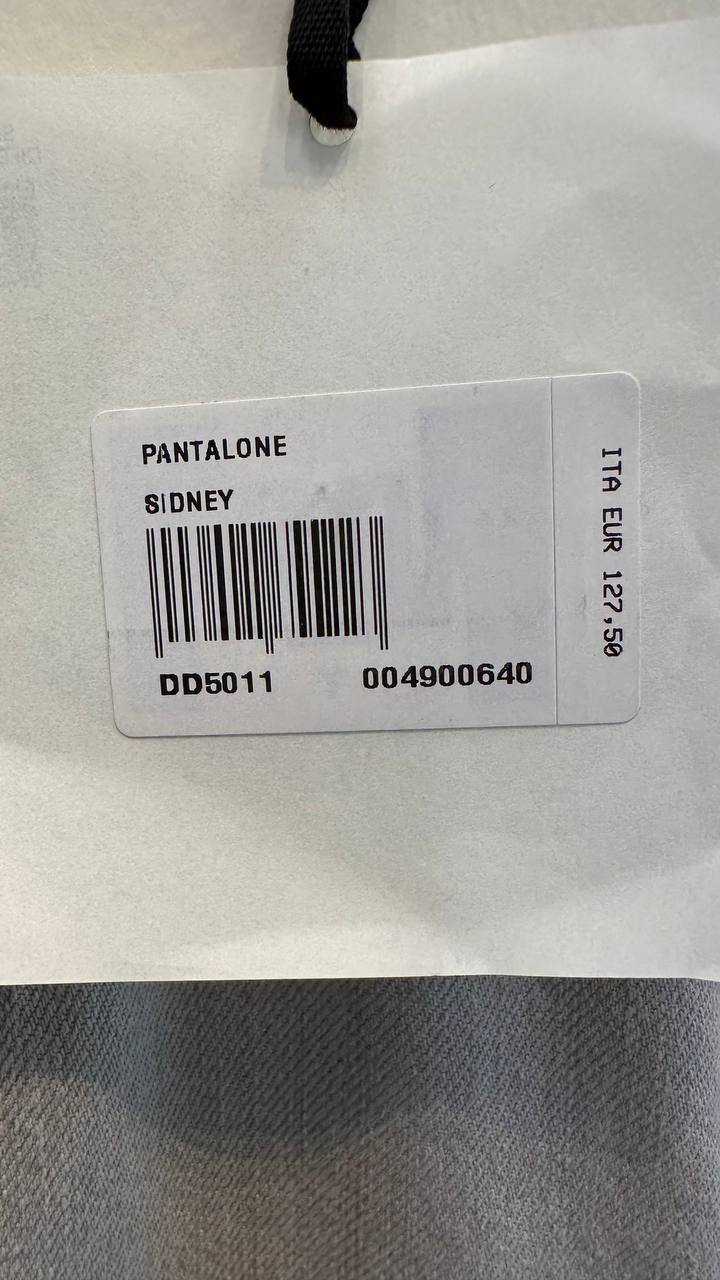 PANTALONE
SIDNEY
DD5011 004900640
ITA EUR 127,50